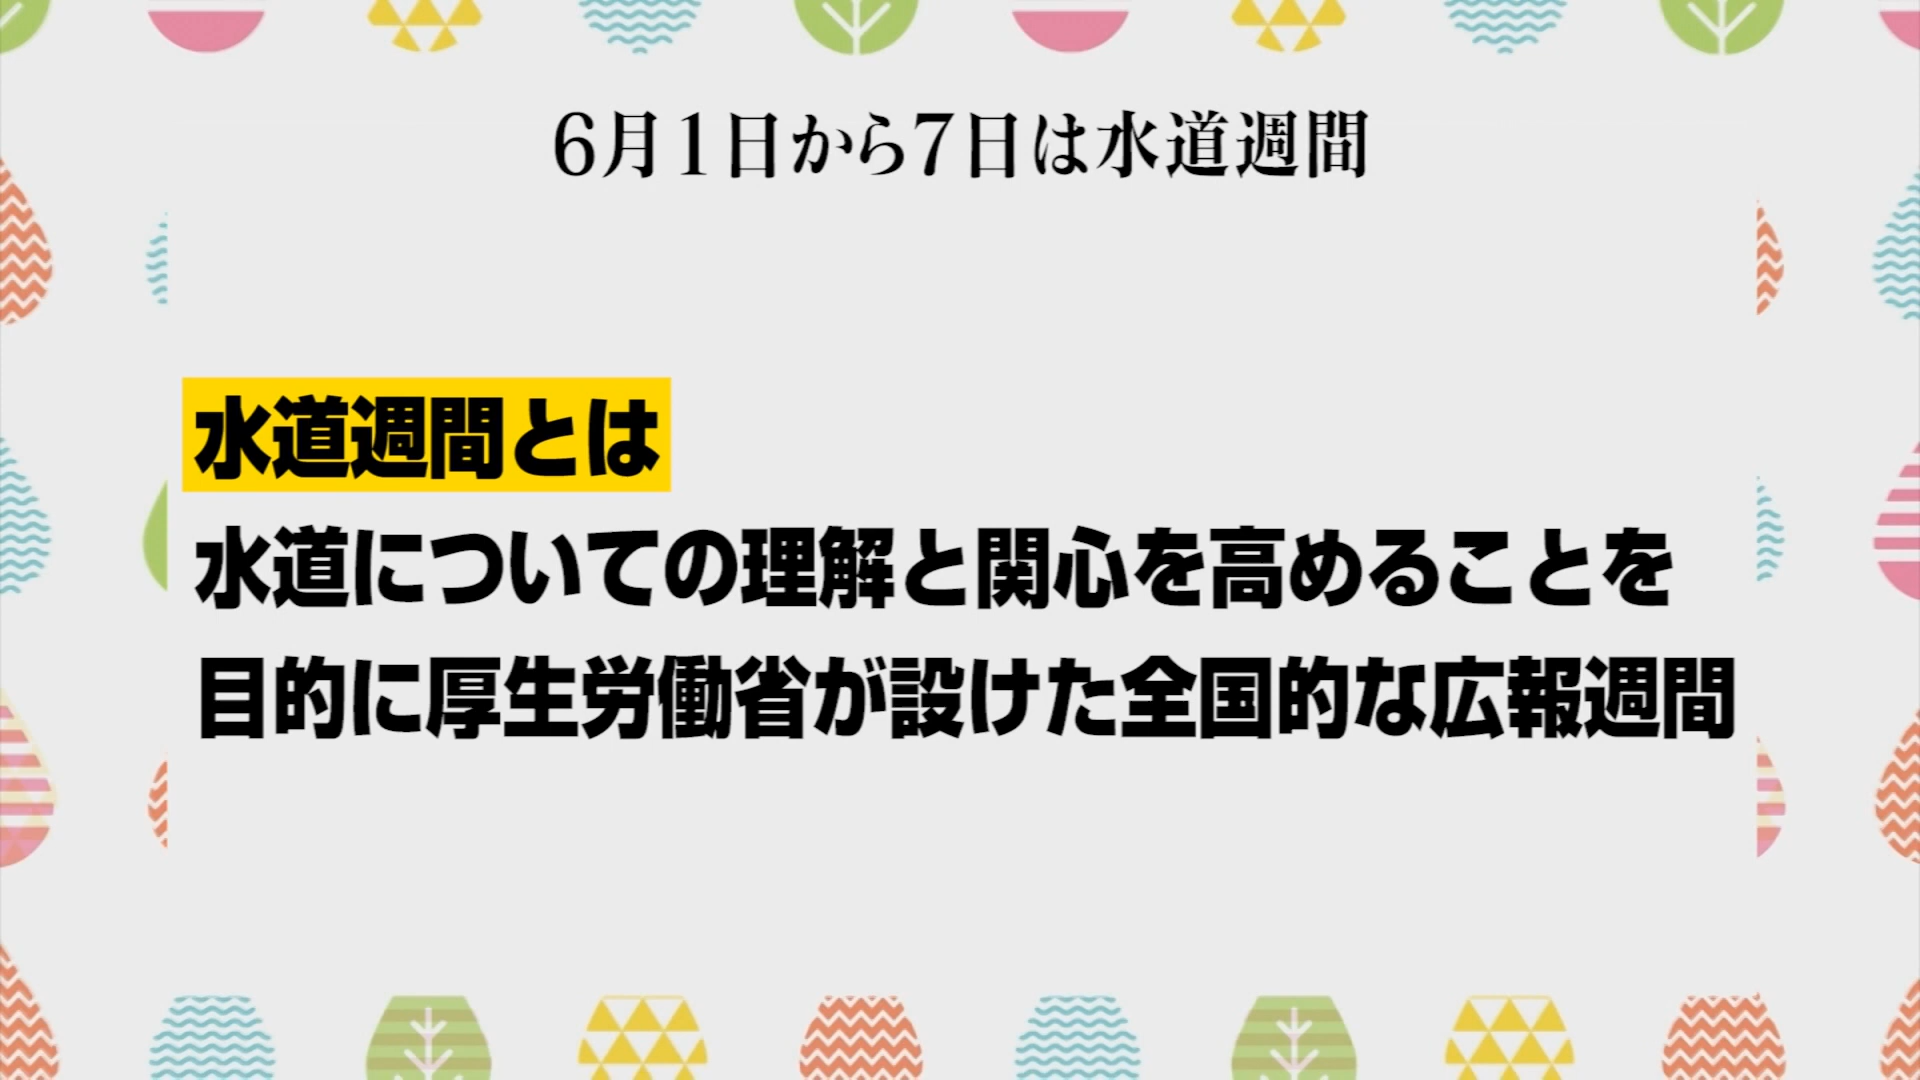 6月1日から7日は水道週間
水道週間とは
水道についての理解と関心を高めることを
目的に厚生労働省が設けた全国的な広報週間